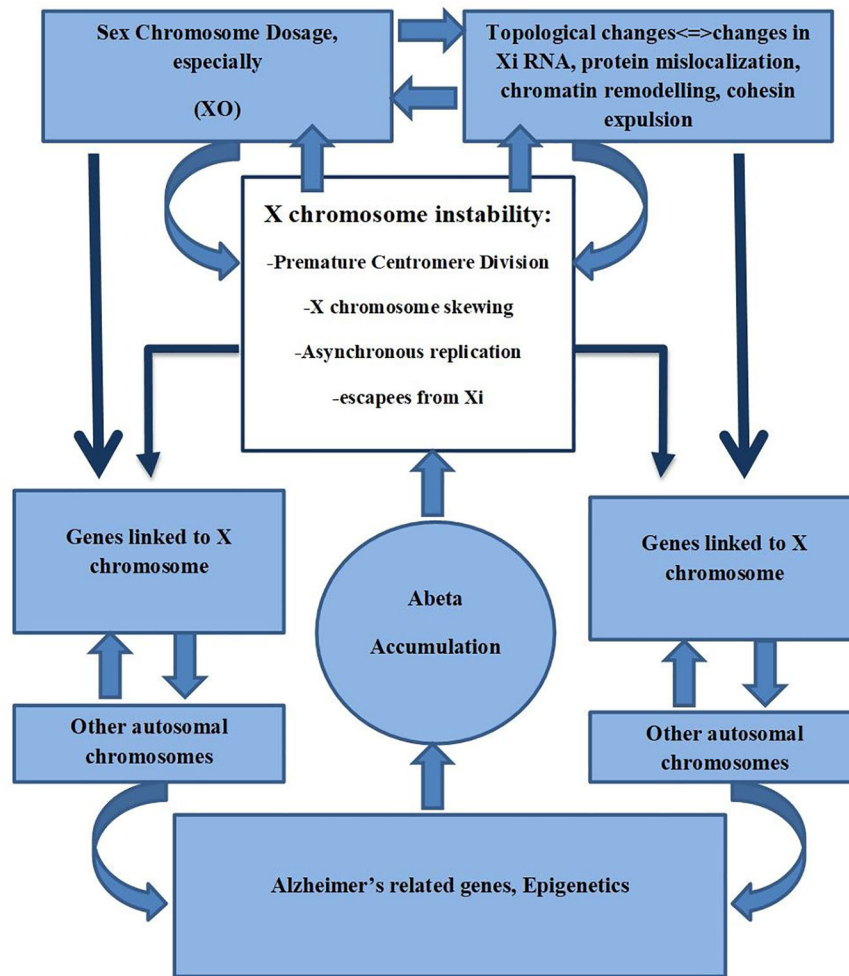 Sex Chromosome Dosage,
especially
(XO)
Topological changes<=>changes in
Xi RNA, protein mislocalization,
chromatin remodelling, cohesin
expulsion
X chromosome instability:
-Premature Centromere Division
-X chromosome skewing
-Asynchronous replication
-escapees from Xi
Genes linked to X
chromosome
Genes linked to X
chromosome
Abeta
Accumulation
Other autosomal
chromosomes
Other autosomal
chromosomes
Alzheimer’s related genes, Epigenetics